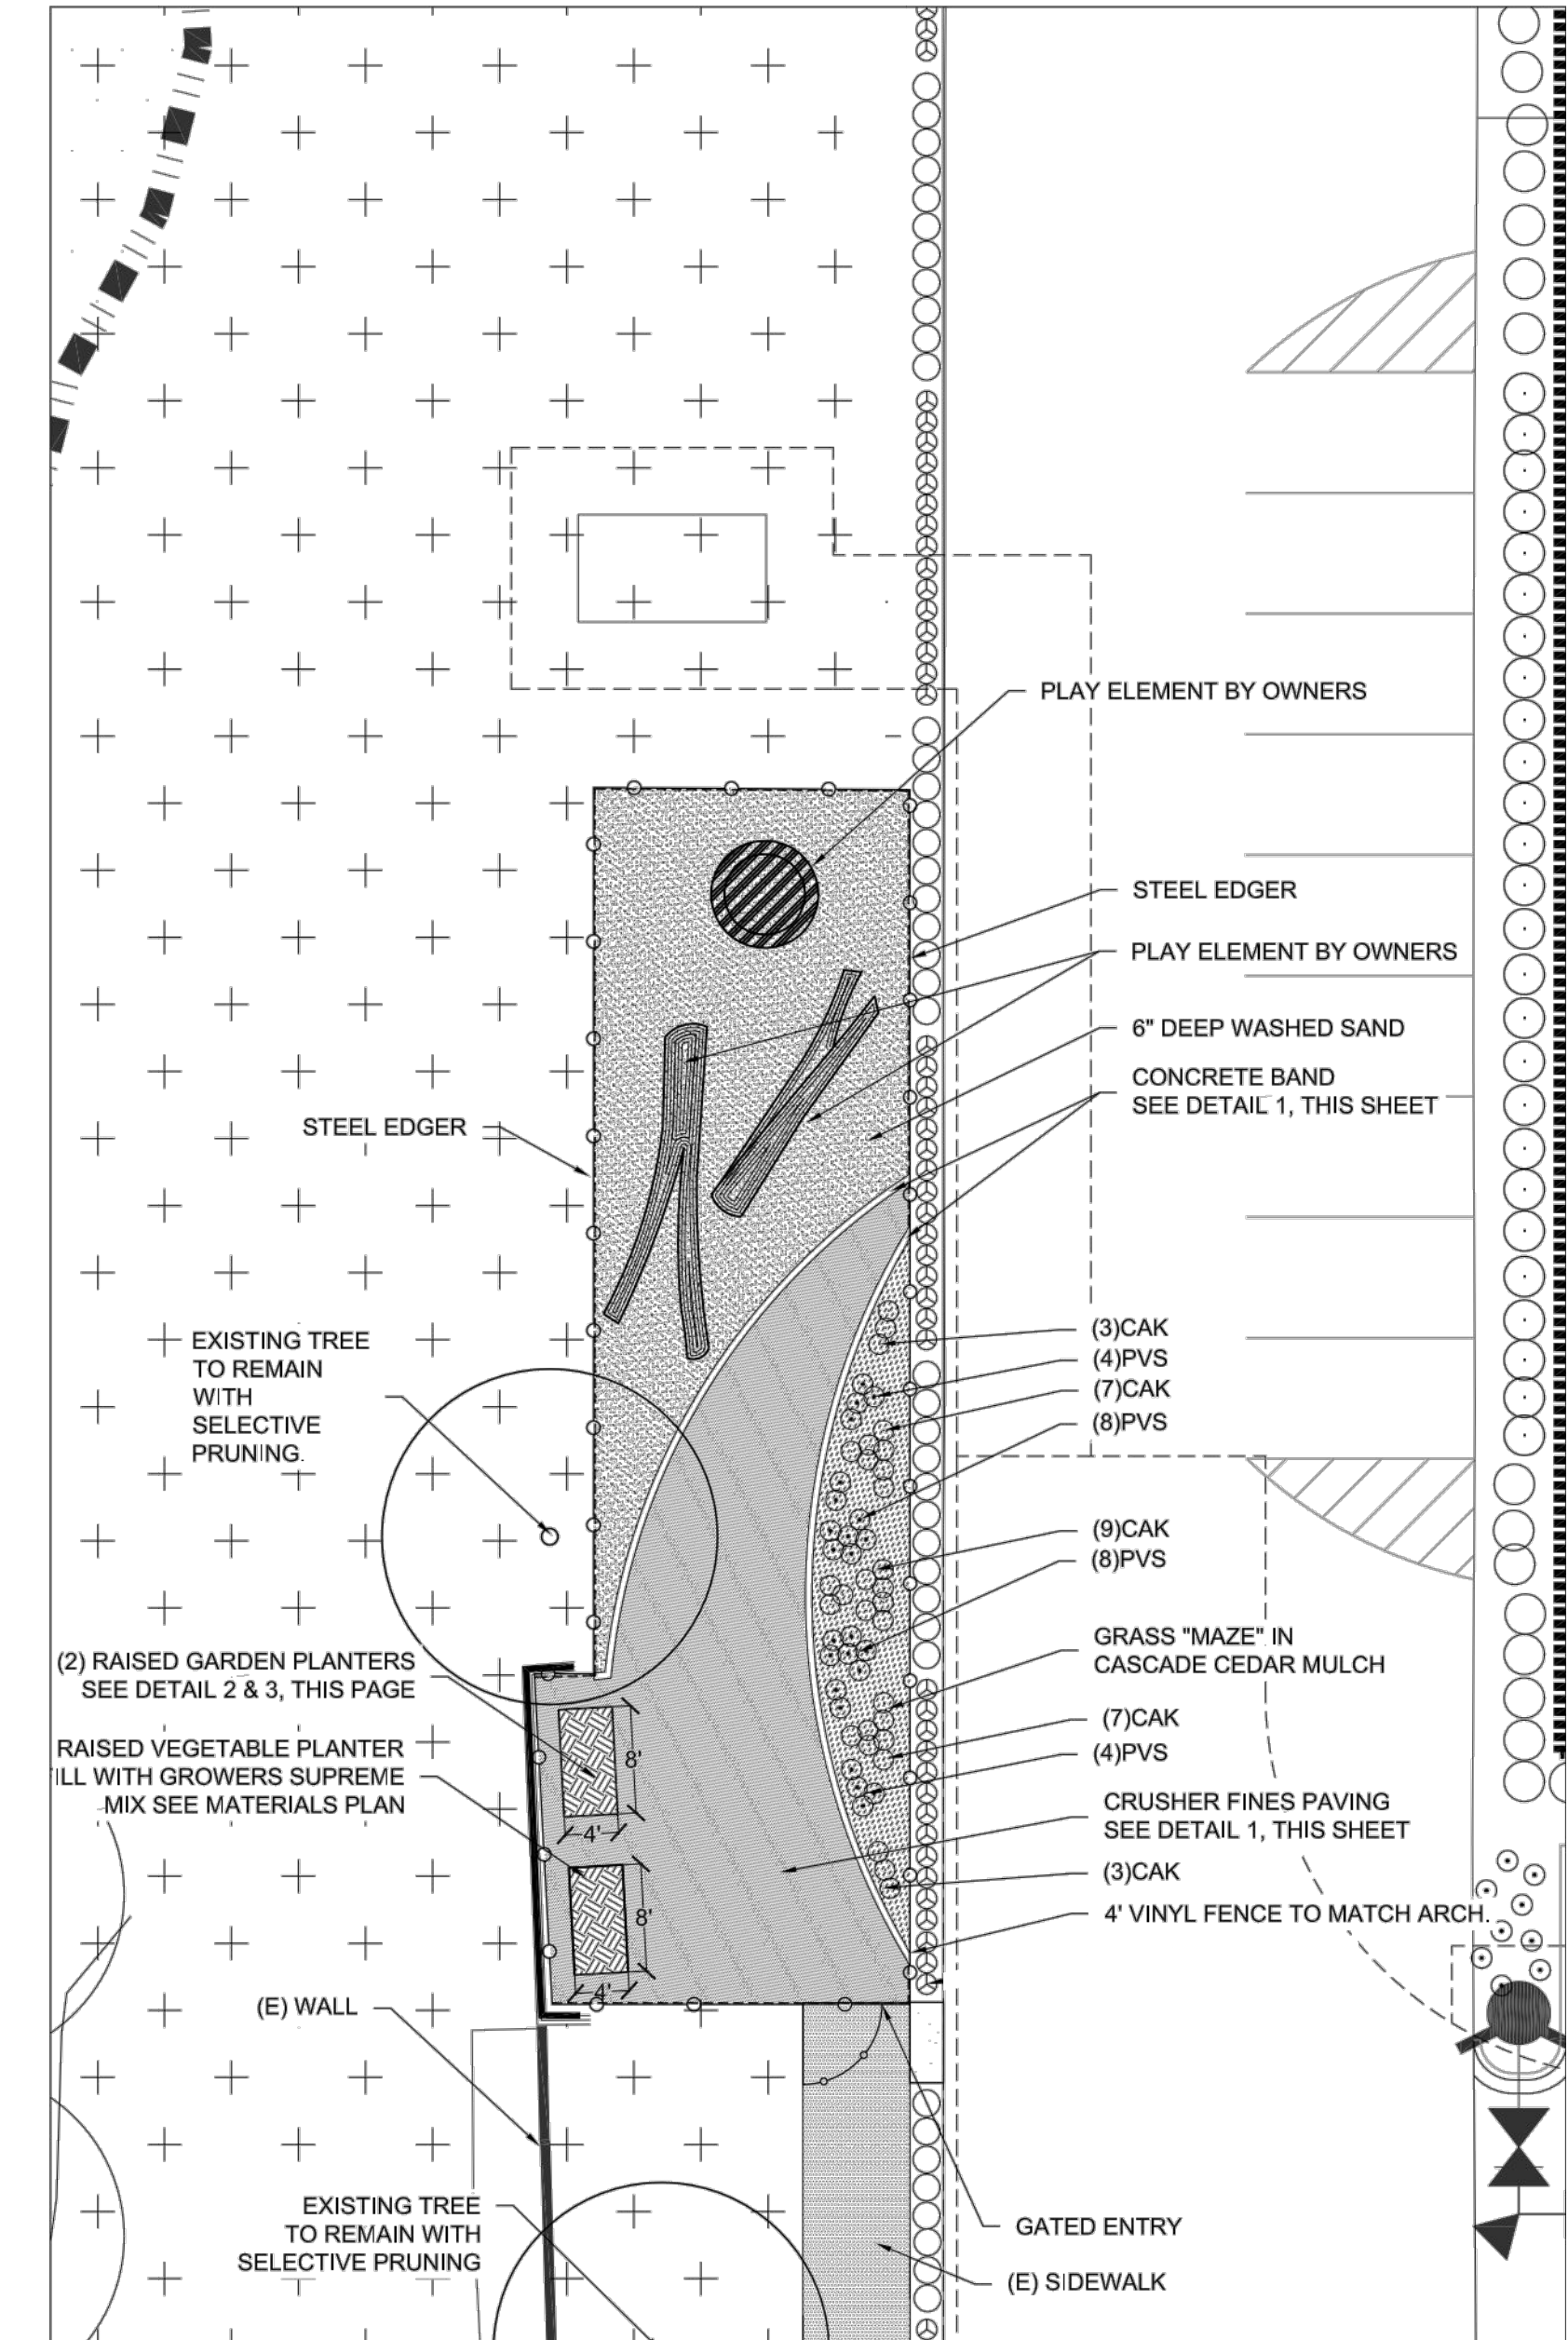 PLAY ELEMENT BY OWNERS
STEEL EDGER
PLAY ELEMENT BY OWNERS
6" DEEP WASHED SAND
CONCRETE BAND
SEE DETAIL 1, THIS SHEET
STEEL EDGER
EXISTING TREE
TO REMAIN
WITH
SELECTIVE
PRUNING.
(3)CAK
(4)PVS
(7)CAK
(8)PVS
(9)CAK
(8)PVS
GRASS "MAZE" IN
CASCADE CEDAR MULCH
(2) RAISED GARDEN PLANTERS
SEE DETAIL 2 & 3, THIS PAGE
(7)CAK
(4)PVS
RAISED VEGETABLE PLANTER
ILL WITH GROWERS SUPREME
MIX SEE MATERIALS PLAN
8'
4'
CRUSHER FINES PAVING
SEE DETAIL 1, THIS SHEET
(3)CAK
4' VINYL FENCE TO MATCH ARCH.
8'
4'
(E) WALL
EXISTING TREE
TO REMAIN WITH
SELECTIVE PRUNING
GATED ENTRY
(E) SIDEWALK